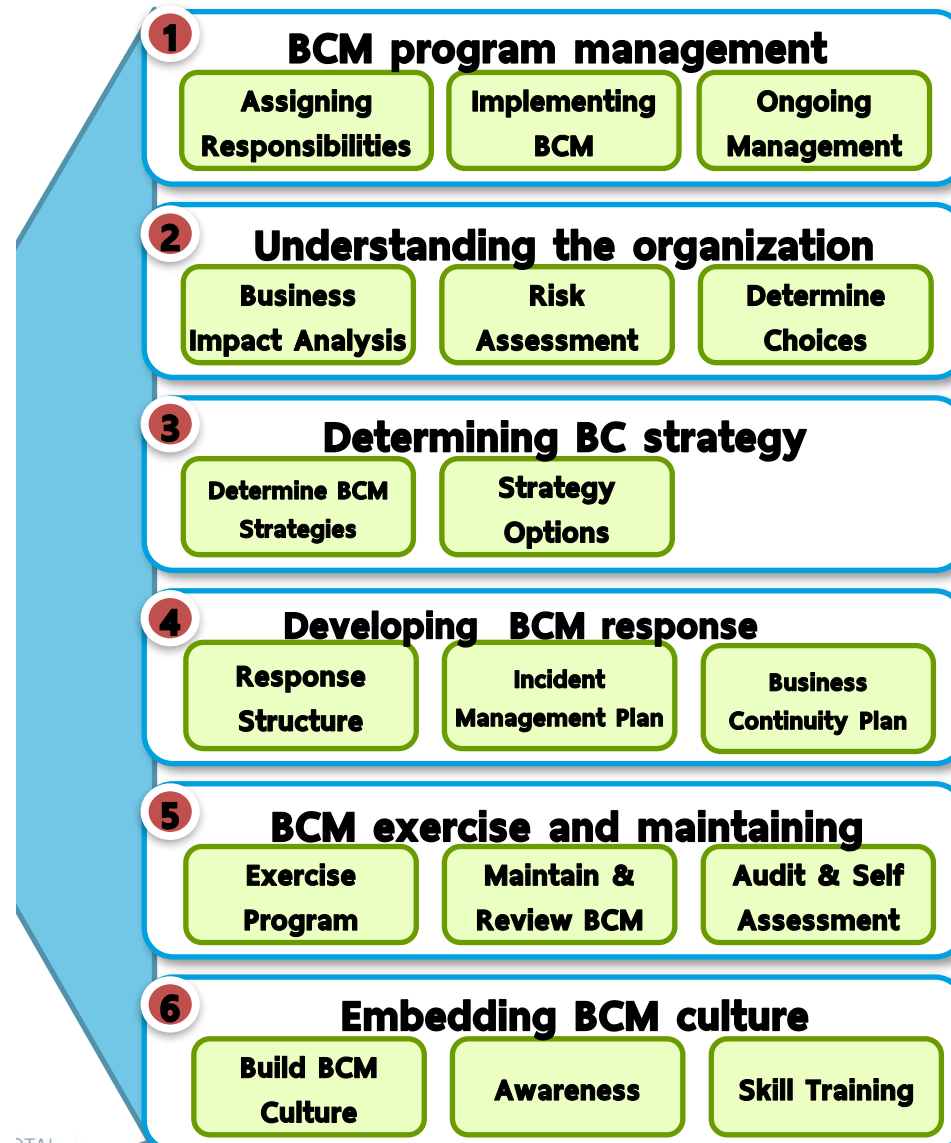 1
BCM program management
Assigning
Responsibilities
Implementing
BCM
Ongoing
Management
2
Understanding the organization
Business
Impact Analysis
Risk
Assessment
Determine
Choices
3
Determining BC strategy
Determine BCM
Strategies
Strategy
Options
4
Developing BCM response
Response
Structure
Incident
Management Plan
Business
Continuity Plan
5
BCM exercise and maintaining
Exercise
Program
Maintain &
Review BCM
Audit & Self
Assessment
6
Embedding BCM culture
Build BCM
Culture
Awareness
Skill Training